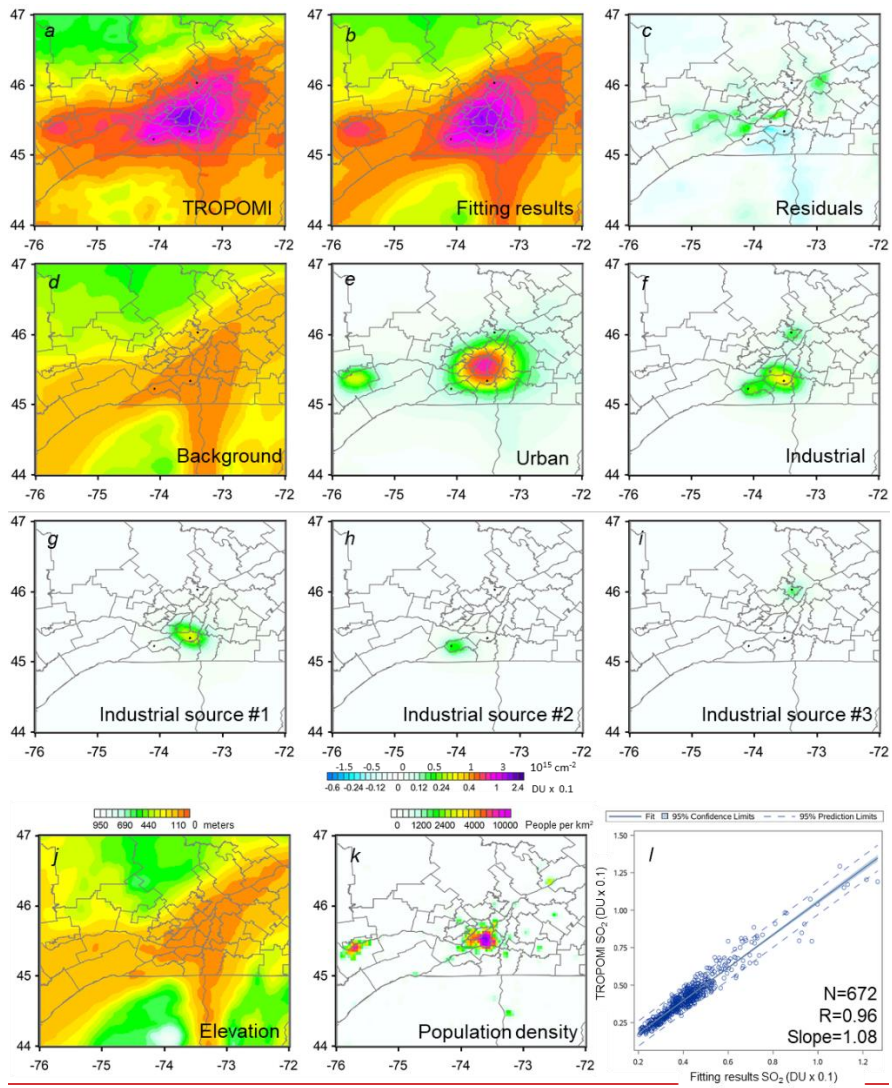 47 47 47
a b c
46 46 46
45 45 45
TROPOMI Fitting results Residuals
44 44 44
-76 -75 -74 -73 -72 -76 -75 -74 -73 -72 -76 -75 -74 -73 -72
47 47 47
d e f
46 46 46
45 45 45
Background Urban Industrial
44 44 44
-76 -75 -74 -73 -72 -76 -75 -74 -73 -72 -76 -75 -74 -73 -72
47 47 47
g h i
46 46 46
45 45 45
Industrial source #1 Industrial source #2 Industrial source #3
44 44 44
-76 -75 -74 -73 -72 -76 -75 -74 -73 -72 -76 -75 -74 -73 -72
-1.5 -0.5 0 0.5 1 3 10¹⁵ cm⁻²
-0.6 -0.24 -0.12 0 0.12 0.24 0.4 1 2.4 DU x 0.1
950 690 440 110 0 meters
0 1200 2400 4000 10000
People per km²
Fit 95% Confidence Limits 95% Prediction Limits
47 47
j k l
46 46
45 45
Elevation Population density
44 44
-76 -75 -74 -73 -72 -76 -75 -74 -73 -72
1.50
1.25
1.00
0.75
0.50
0.25
TROPOMI SO₂ (DU x 0.1)
N=672
R=0.96
Slope=1.08
0.2 0.4 0.6 0.8 1.0 1.2
Fitting results SO₂ (DU x 0.1)